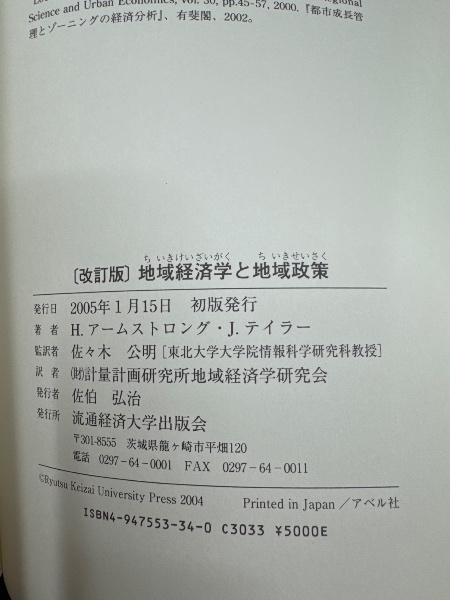 Science and Urban Economics, vol. 30, pp.45-57, 2000.『都市成長管
理とゾーニングの経済分析』、有斐閣、2002。
ち いきけいざいがく ち いきせいさく
〔改訂版〕地域経済学と地域政策
発行日 2005年1月15日 初版発行
著者 H. アームストロング・J. テイラー
監訳者 佐々木 公明［東北大学大学院情報科学研究科教授］
訳者 ㈶計量計画研究所地域経済学研究会
発行者 佐伯 弘治
発行所 流通経済大学出版会
〒301-8555 茨城県龍ヶ崎市平畑120
電話 0297-64-0001 FAX 0297-64-0011
©Ryutsu Keizai University Press 2004 Printed in Japan／アベル社
ISBN4-947553-34-0 C3033 ¥5000E